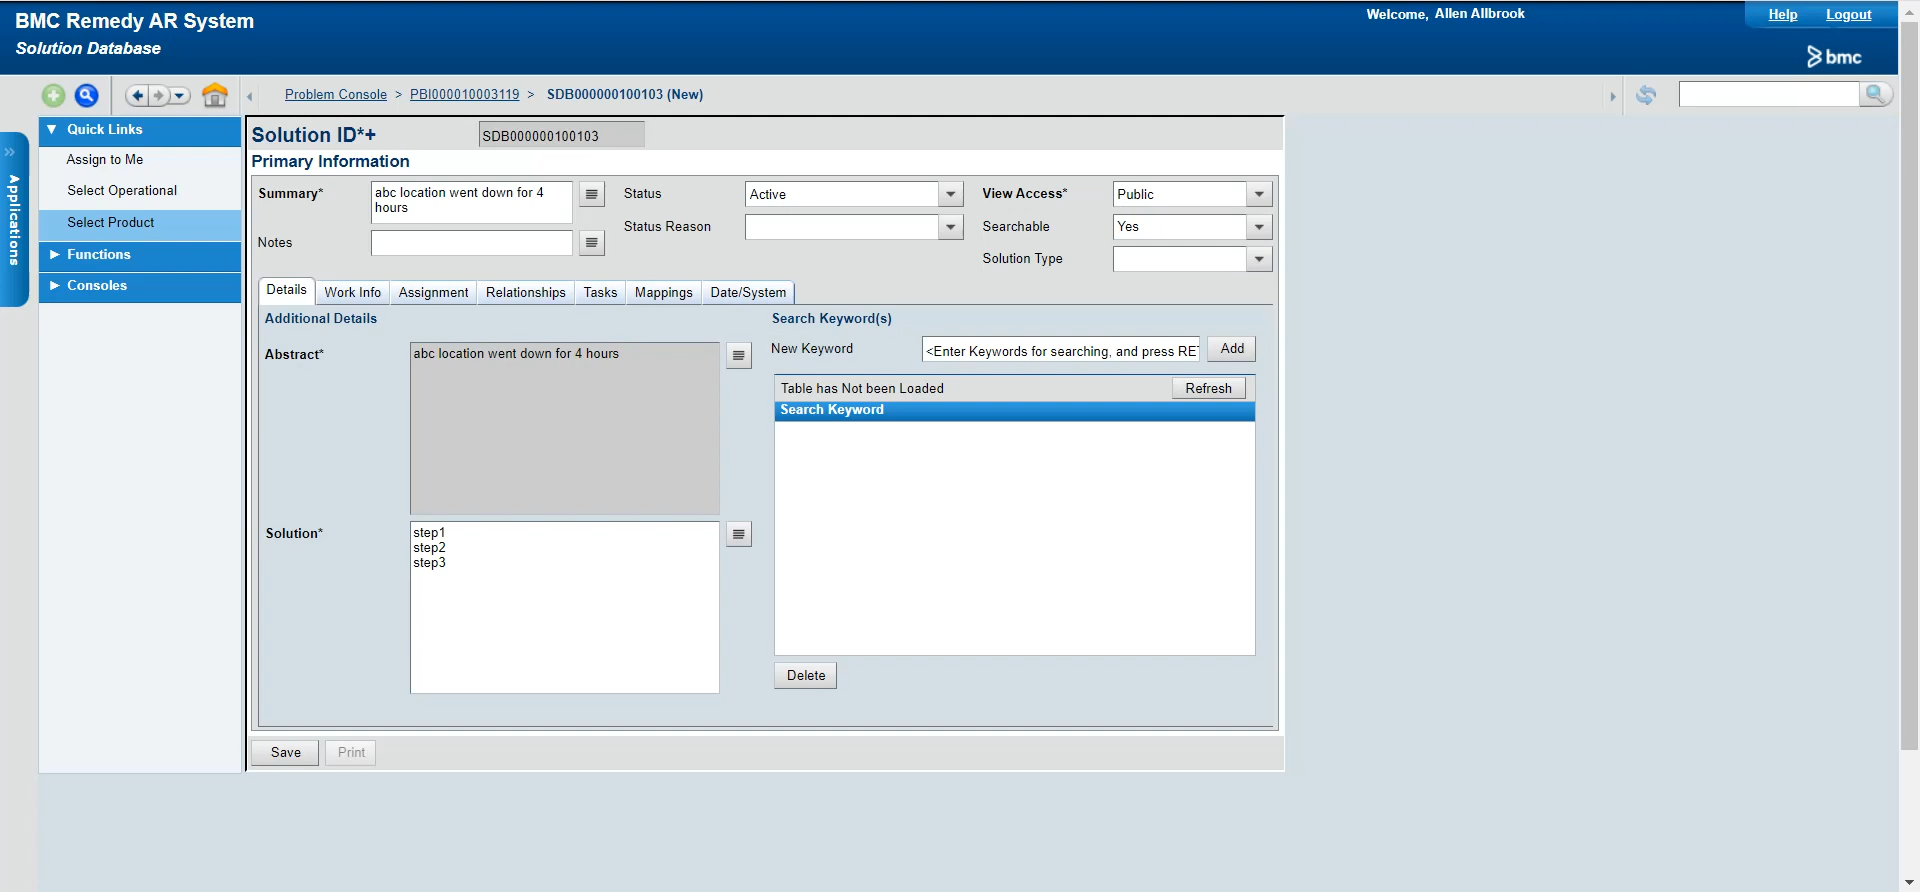 BMC Remedy AR System
Solution Database
Welcome, Allen Allbrook
Help
Logout
bmc
Problem Console > PBI000010003119 > SDB000000100103 (New)
Applications
Quick Links
Assign to Me
Select Operational
Select Product
Functions
Consoles
Solution ID*+
SDB000000100103
Primary Information
Summary*
abc location went down for 4
hours
Notes
Status
Active
Status Reason
View Access*
Public
Searchable
Yes
Solution Type
Details
Work Info
Assignment
Relationships
Tasks
Mappings
Date/System
Additional Details
Abstract*
abc location went down for 4 hours
Solution*
step1
step2
step3
Search Keyword(s)
New Keyword
<Enter Keywords for searching, and press RET
Add
Table has Not been Loaded
Refresh
Search Keyword
Delete
Save
Print